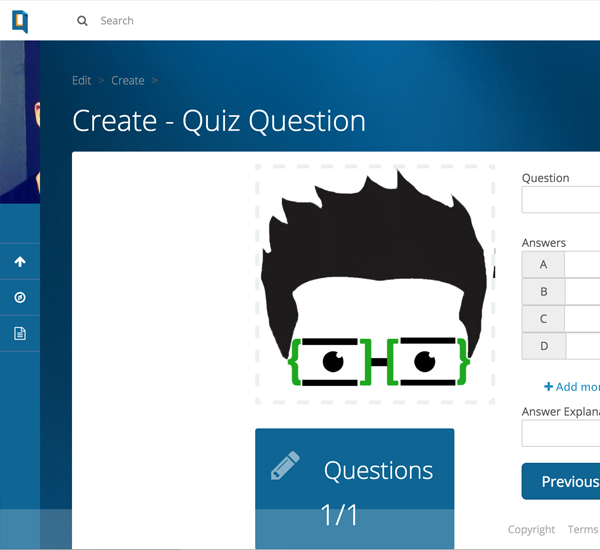 Search
Edit > Create >
Create - Quiz Question
Question
Answers
A
B
C
D
Add mor
Answer Explana
Questions
1/1
Previous
Copyright Terms